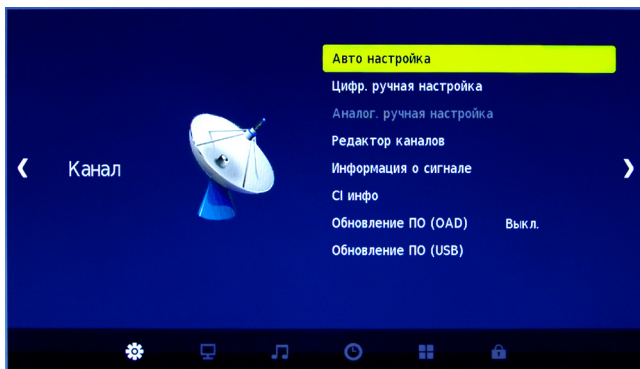 Авто настройка
Цифр. ручная настройка
Аналог. ручная настройка
Редактор каналов
Канал
Информация о сигнале
CI инфо
Обновление ПО (OAD) Выкл.
Обновление ПО (USB)